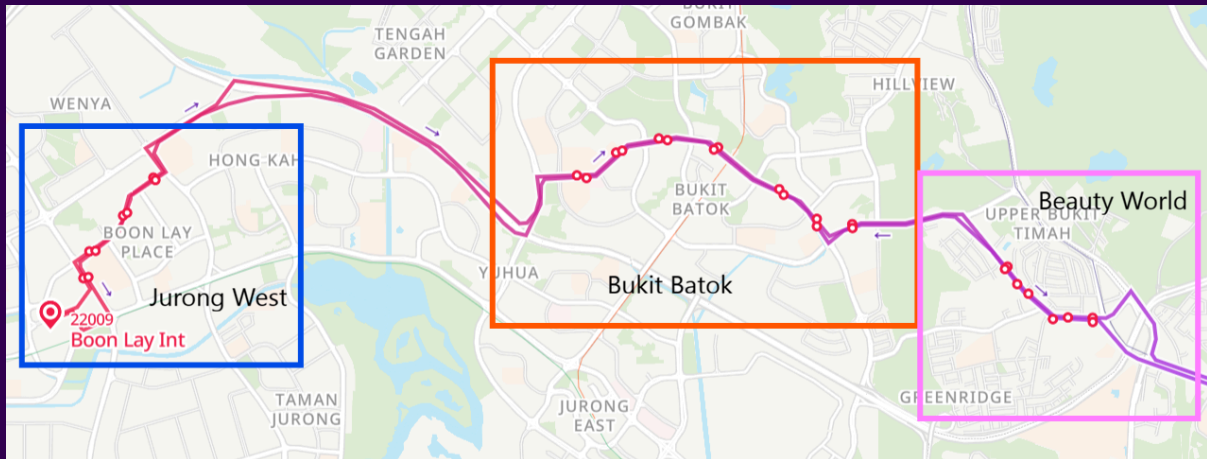 BUKIT
GOMBAK
TENGAH
GARDEN
HILLVIEW
WENYA
HONG KAH
BUKIT
BATOK
Beauty World
UPPER BUKIT
TIMAH
BOON LAY
PLACE
YUHUA
Jurong West
Bukit Batok
22009
Boon Lay Int
TAMAN
JURONG
JURONG
EAST
GREENRIDGE